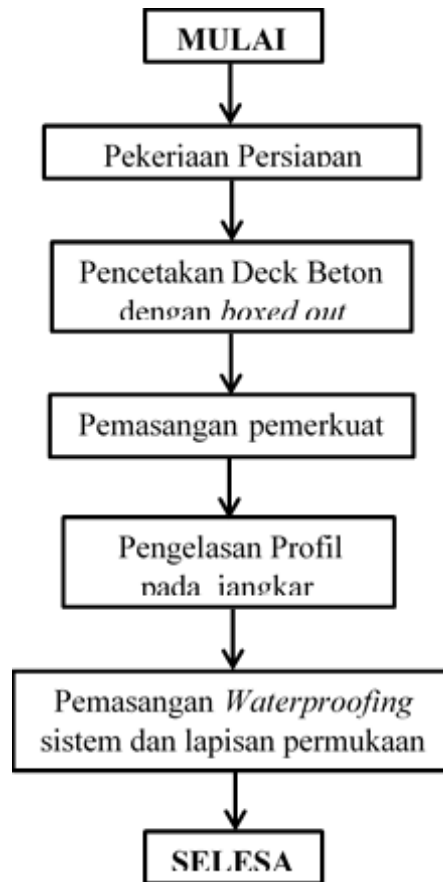 MULAI
Pekerjaan Persiapan
Pencetakan Deck Beton
dengan boxed out
Pemasangan pemerkuat
Pengelasan Profil
pada jangkar
Pemasangan Waterproofing
sistem dan lapisan permukaan
SELESA